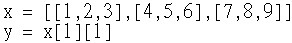 x = [[1,2,3],[4,5,6],[7,8,9]]
y = x[1][1]